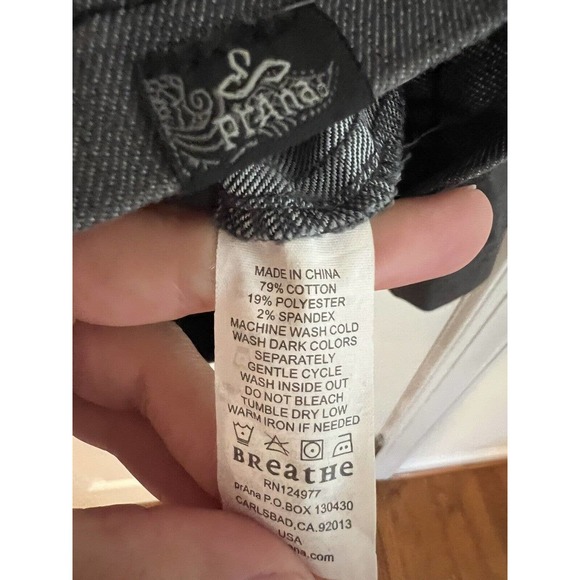 prAna
MADE IN CHINA
79% COTTON
19% POLYESTER
2% SPANDEX
MACHINE WASH COLD
WASH DARK COLORS
SEPARATELY
GENTLE CYCLE
WASH INSIDE OUT
DO NOT BLEACH
TUMBLE DRY LOW
WARM IRON IF NEEDED
BReatHe
RN124977
prAna P.O.BOX 130430
CARLSBAD,CA.92013
USA
na.com